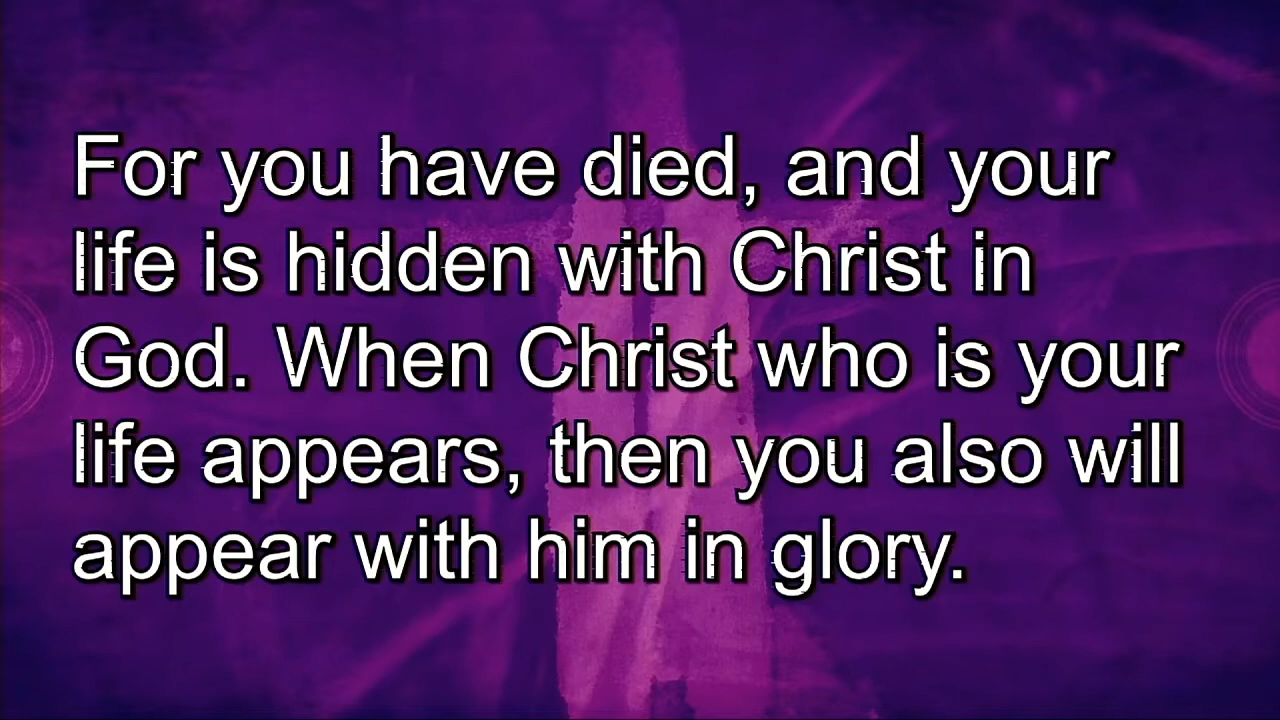 For you have died, and your
life is hidden with Christ in
God. When Christ who is your
life appears, then you also will
appear with him in glory.